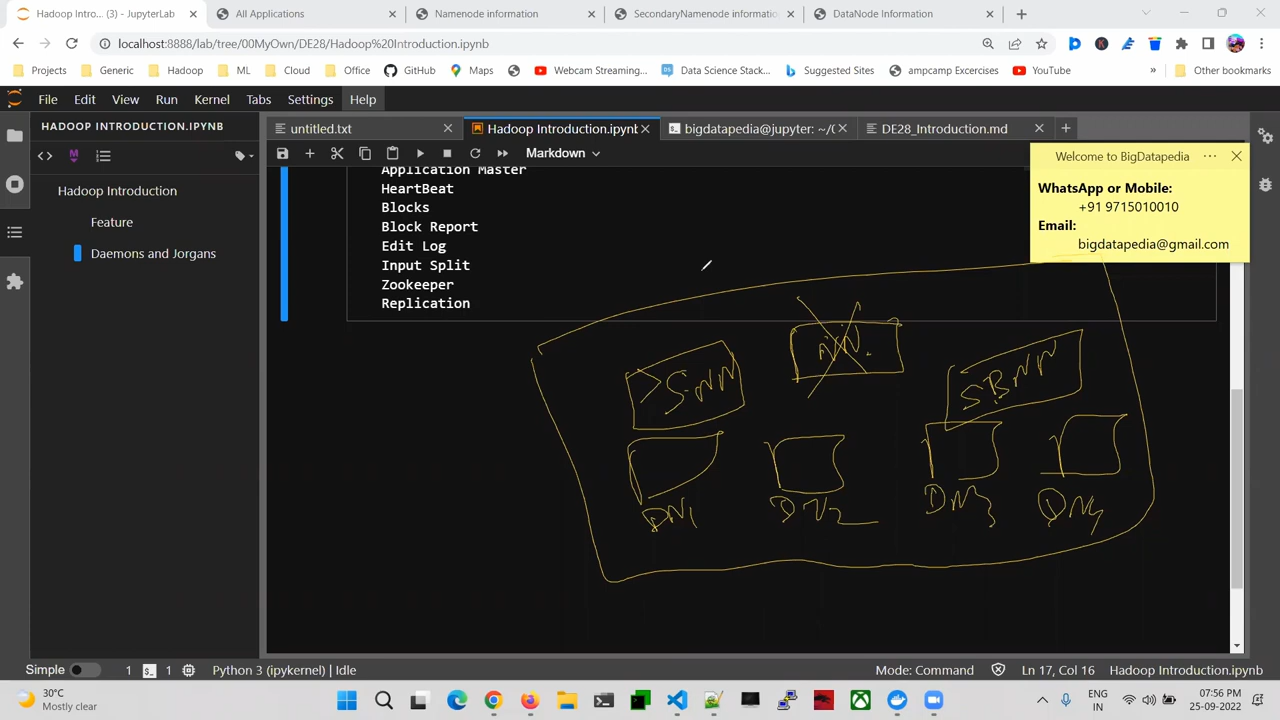 Hadoop Intro... (3) - JupyterLab
All Applications
Namenode information
SecondaryNamenode informatio
DataNode Information
localhost:8888/lab/tree/00MyOwn/DE28/Hadoop%20Introduction.ipynb
Projects
Generic
Hadoop
ML
Cloud
Office
GitHub
Maps
Webcam Streaming...
Data Science Stack...
Suggested Sites
ampcamp Excercises
YouTube
»
Other bookmarks
File Edit View Run Kernel Tabs Settings Help
HADOOP INTRODUCTION.IPYNB
untitled.txt
Hadoop Introduction.ipynb
bigdatapedia@jupyter: ~/(
DE28_Introduction.md
Markdown
Hadoop Introduction
Feature
Daemons and Jorgans
Application Master
HeartBeat
Blocks
Block Report
Edit Log
Input Split
Zookeeper
Replication
Welcome to BigDatapedia
WhatsApp or Mobile:
+91 9715010010
Email:
bigdatapedia@gmail.com
NN.
SNN
SBNN
DN1
DN2
DN3
DN4
Simple
1
1
Python 3 (ipykernel) | Idle
Mode: Command
Ln 17, Col 16
Hadoop Introduction.ipynb
30°C
Mostly clear
ENG
IN
07:56 PM
25-09-2022